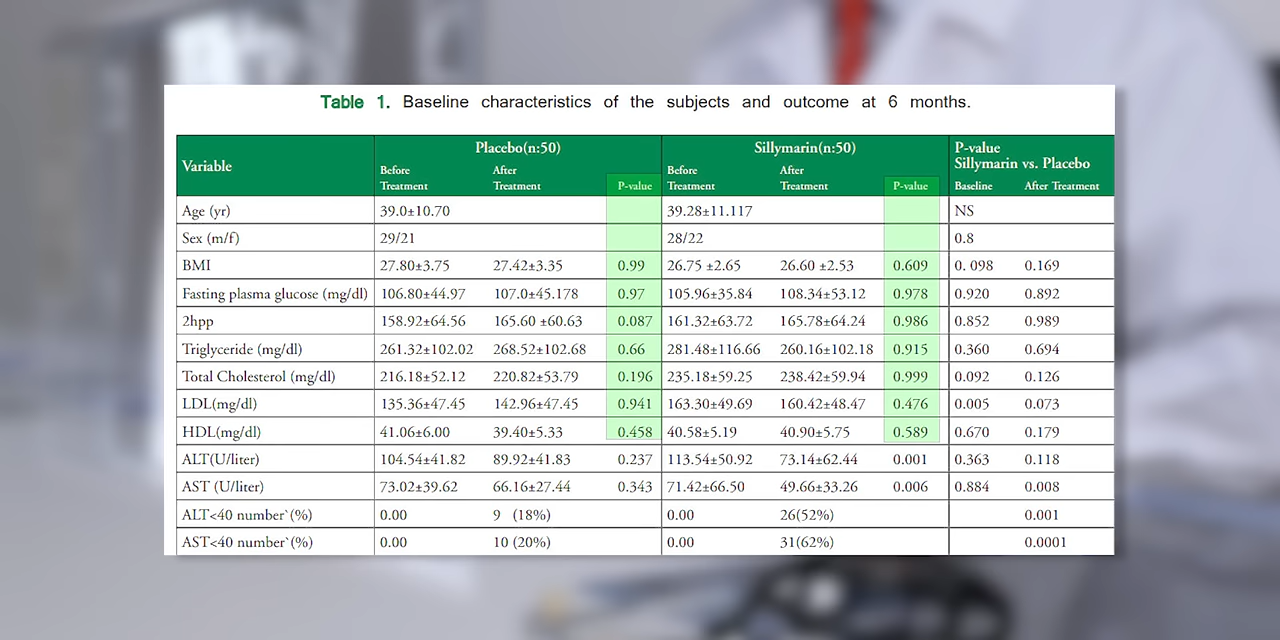 Table 1. Baseline characteristics of the subjects and outcome at 6 months.
Variable Placebo(n:50) Sillymarin(n:50) P-value Sillymarin vs. Placebo
Before Treatment After Treatment P-value Before Treatment After Treatment P-value Baseline After Treatment
Age (yr) 39.0±10.70 39.28±11.117 NS
Sex (m/f) 29/21 28/22 0.8
BMI 27.80±3.75 27.42±3.35 0.99 26.75 ±2.65 26.60 ±2.53 0.609 0. 098 0.169
Fasting plasma glucose (mg/dl) 106.80±44.97 107.0±45.178 0.97 105.96±35.84 108.34±53.12 0.978 0.920 0.892
2hpp 158.92±64.56 165.60 ±60.63 0.087 161.32±63.72 165.78±64.24 0.986 0.852 0.989
Triglyceride (mg/dl) 261.32±102.02 268.52±102.68 0.66 281.48±116.66 260.16±102.18 0.915 0.360 0.694
Total Cholesterol (mg/dl) 216.18±52.12 220.82±53.79 0.196 235.18±59.25 238.42±59.94 0.999 0.092 0.126
LDL(mg/dl) 135.36±47.45 142.96±47.45 0.941 163.30±49.69 160.42±48.47 0.476 0.005 0.073
HDL(mg/dl) 41.06±6.00 39.40±5.33 0.458 40.58±5.19 40.90±5.75 0.589 0.670 0.179
ALT(U/liter) 104.54±41.82 89.92±41.83 0.237 113.54±50.92 73.14±62.44 0.001 0.363 0.118
AST (U/liter) 73.02±39.62 66.16±27.44 0.343 71.42±66.50 49.66±33.26 0.006 0.884 0.008
ALT<40 number`(%) 0.00 9 (18%) 0.00 26(52%) 0.001
AST<40 number`(%) 0.00 10 (20%) 0.00 31(62%) 0.0001